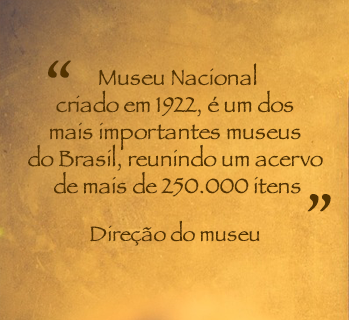 “ Museu Nacional
criado em 1922, é um dos
mais importantes museus
do Brasil, reunindo um acervo
de mais de 250.000 itens ”
Direção do museu